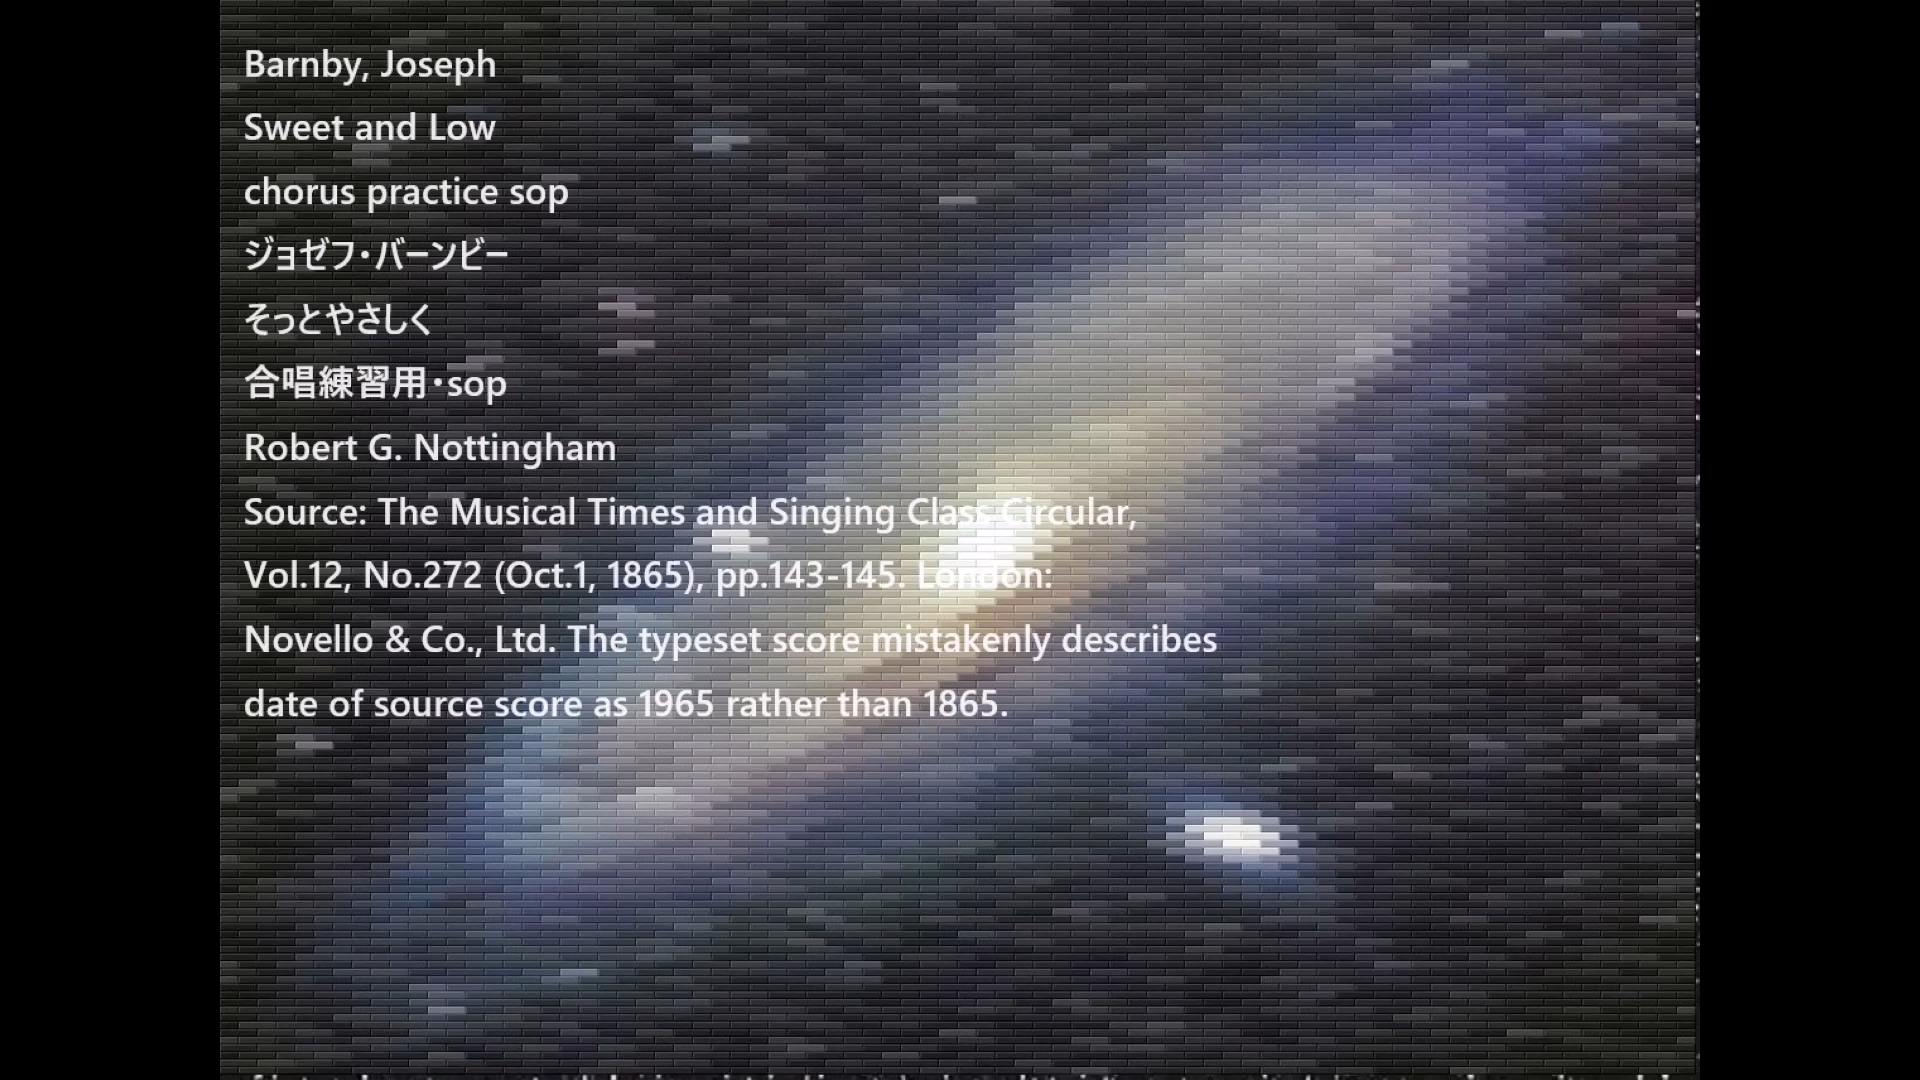 Barnby, Joseph
Sweet and Low
chorus practice sop
ジョゼフ・バーンビー
そっとやさしく
合唱練習用・sop
Robert G. Nottingham
Source: The Musical Times and Singing Class Circular,
Vol.12, No.272 (Oct.1, 1865), pp.143-145. London:
Novello & Co., Ltd. The typeset score mistakenly describes
date of source score as 1965 rather than 1865.